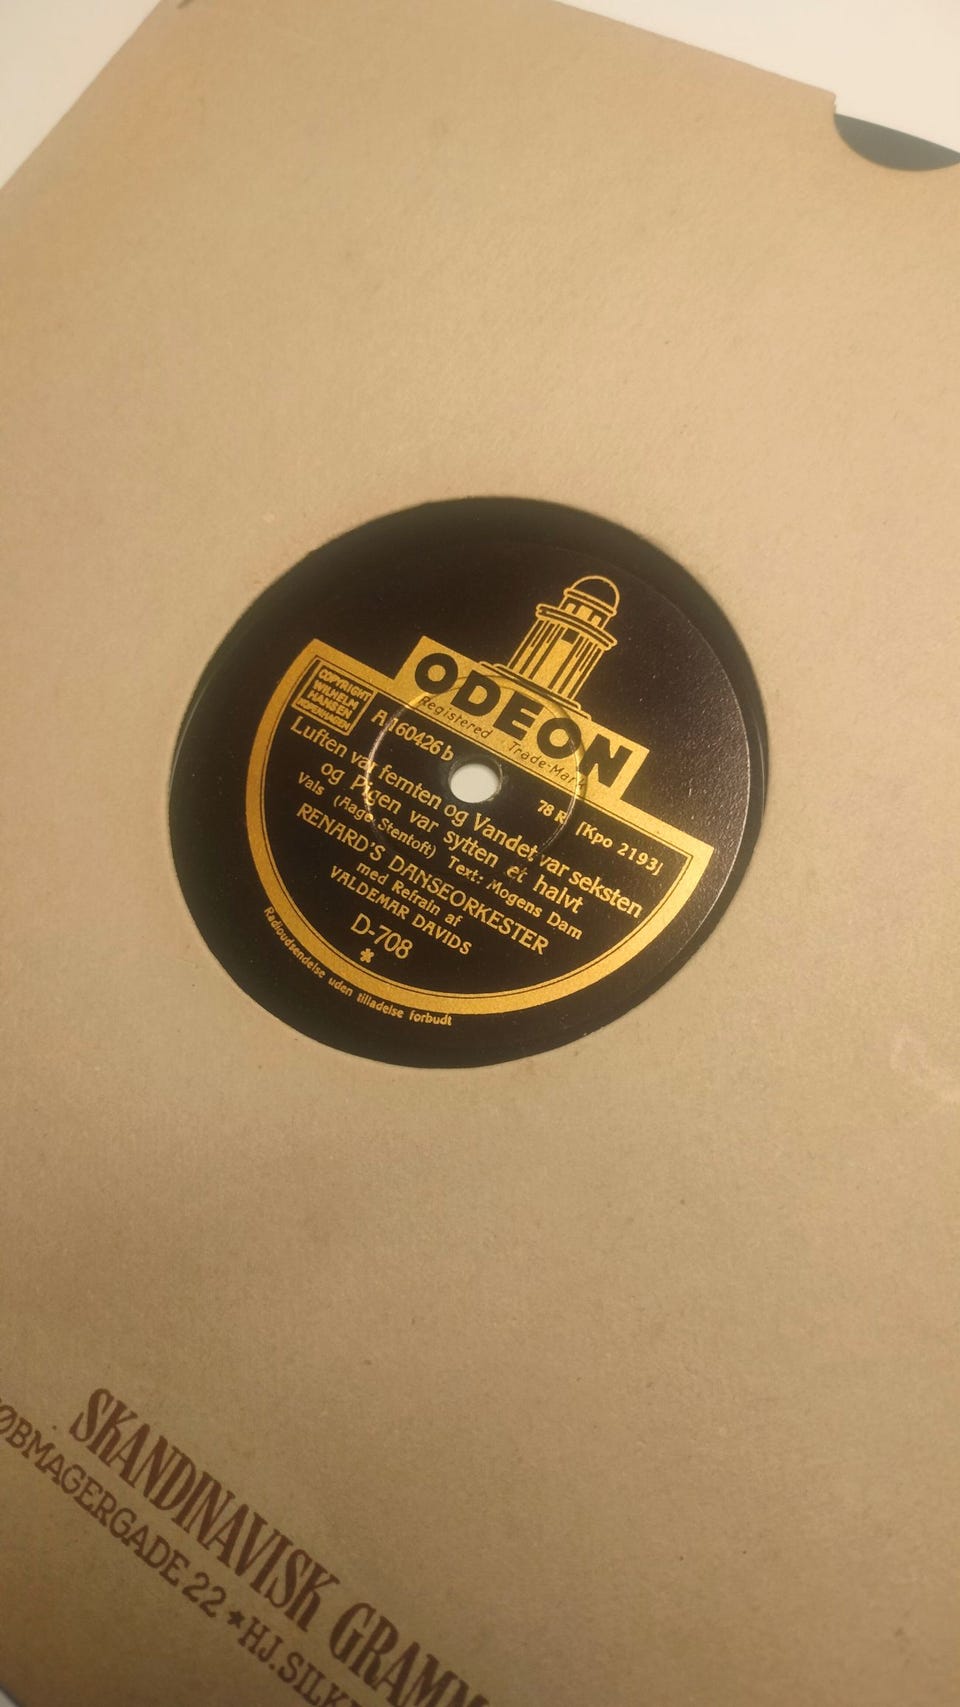 ODEON
Registered Trade-Mark
COPYRIGHT
WILHELM
HANSEN
KOPENHAGEN
A 160426 b
78 R [Kpo 2193]
Luften var femten og Vandet var seksten
og Pigen var sytten et halvt
Vals (Aage Stentoft) Text: Mogens Dam
RENARD'S DANSEORKESTER
med Refrain af
VALDEMAR DAVIDS
D-708
*
Radioudsendelse uden tilladelse forbudt
SKANDINAVISK GRAMM
ØBMAGERGADE 22 * HJ. SILK